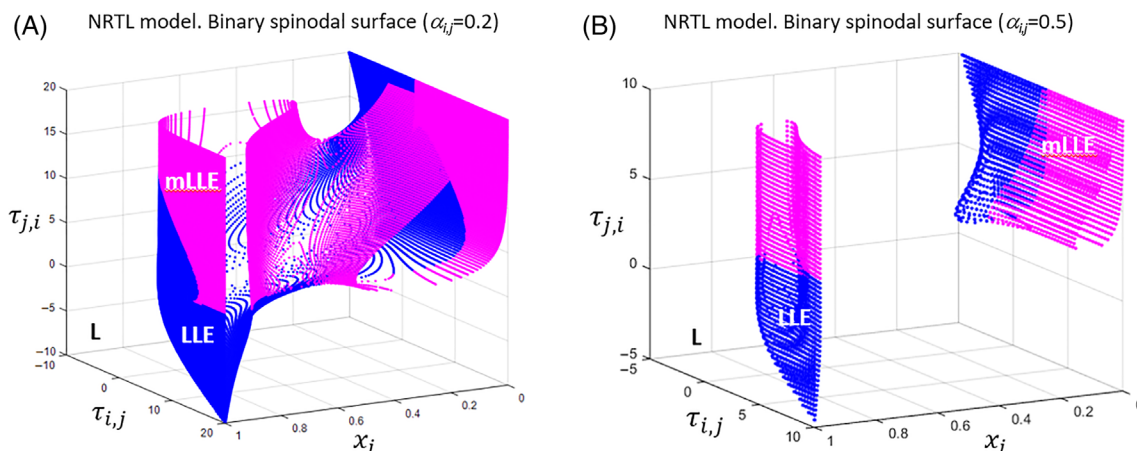 (A) NRTL model. Binary spinodal surface (αi,j=0.2)
20
15
10
5
0
−5
−10
τj,i
mLLE
LLE
L
−10
0
10
20
τi,j
1
0.8
0.6
0.4
0.2
0
xi
(B) NRTL model. Binary spinodal surface (αi,j=0.5)
10
5
0
−5
τj,i
mLLE
LLE
L
−5
0
5
10
τi,j
1
0.8
0.6
0.4
0.2
xi